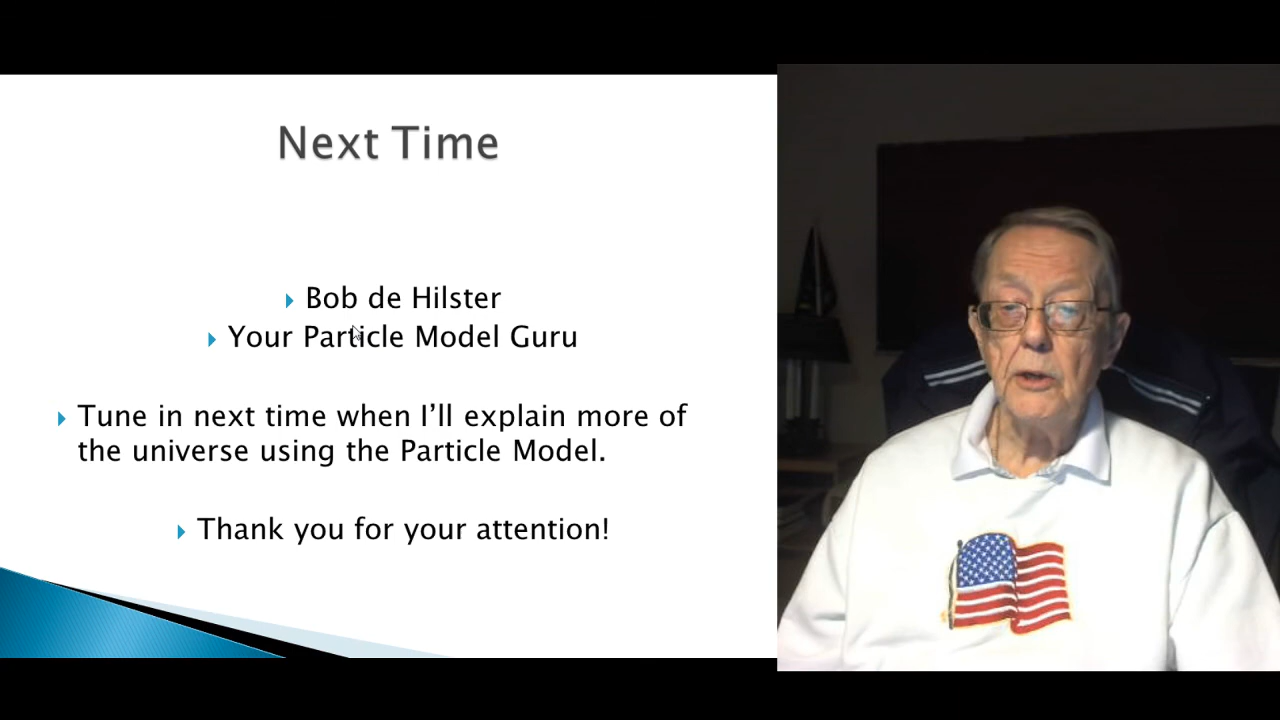 Next Time
Bob de Hilster
Your Particle Model Guru
Tune in next time when I’ll explain more of
the universe using the Particle Model.
Thank you for your attention!